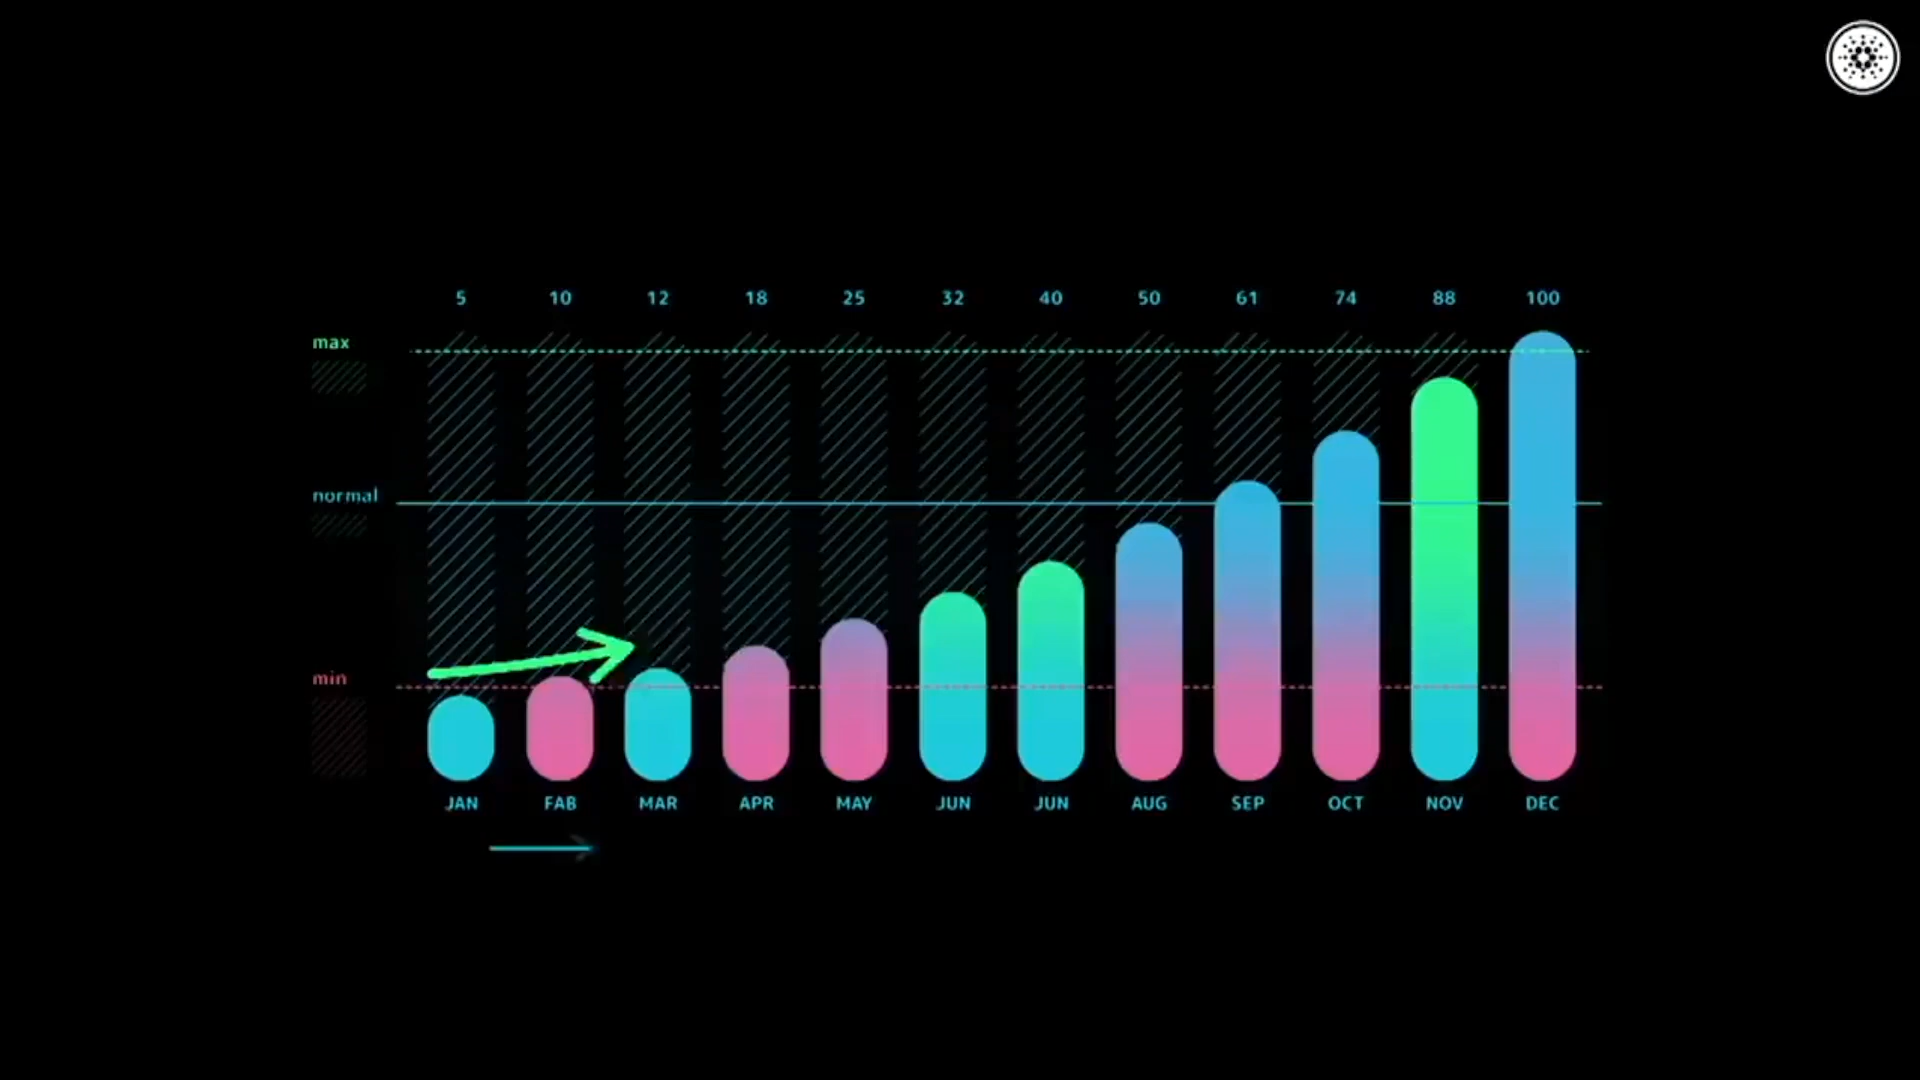 5 10 12 18 25 32 40 50 61 74 88 100
max
normal
min
JAN FAB MAR APR MAY JUN JUN AUG SEP OCT NOV DEC